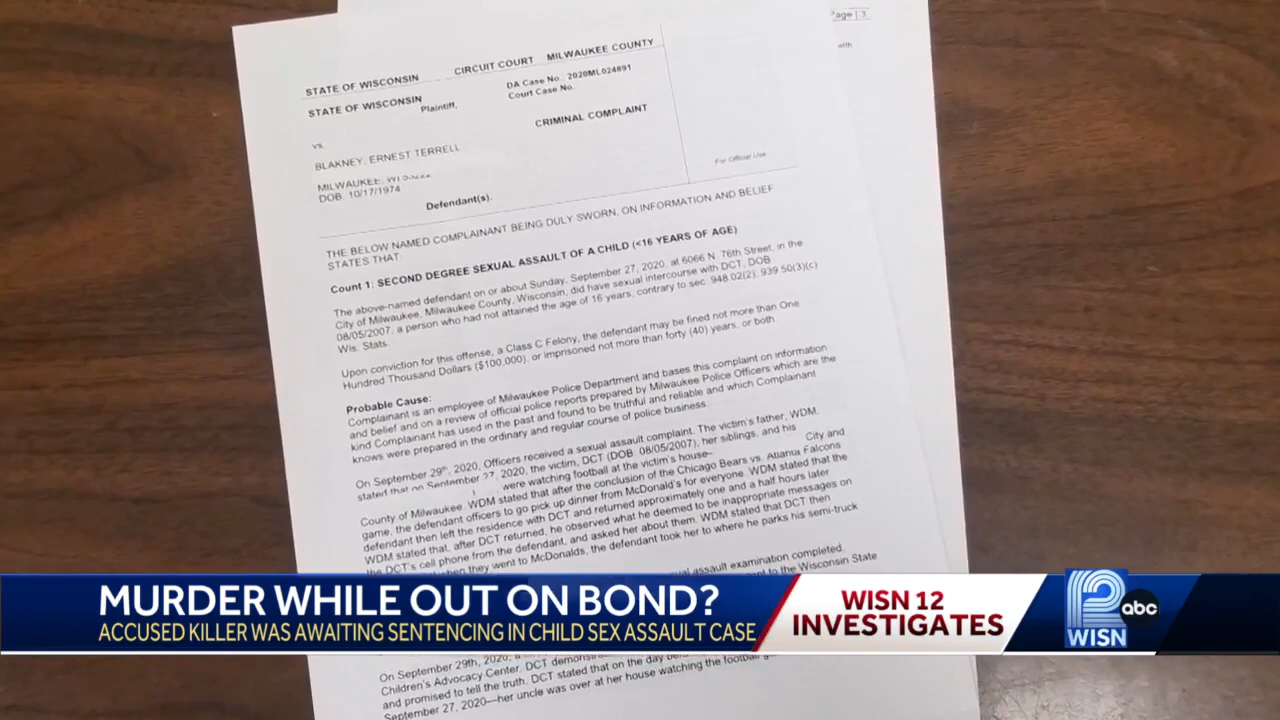 Page | 3
with
STATE OF WISCONSIN CIRCUIT COURT MILWAUKEE COUNTY
STATE OF WISCONSIN
Plaintiff,
DA Case No.: 2020ML024891
Court Case No.
vs.
CRIMINAL COMPLAINT
BLAKNEY, ERNEST TERRELL
MILWAUKEE, WI
DOB: 10/17/1974
Defendant(s).
For Official Use
THE BELOW NAMED COMPLAINANT BEING DULY SWORN, ON INFORMATION AND BELIEF
STATES THAT:
Count 1: SECOND DEGREE SEXUAL ASSAULT OF A CHILD (<16 YEARS OF AGE)
The above-named defendant on or about Sunday, September 27, 2020, at 6066 N. 76th Street, in the
City of Milwaukee, Milwaukee County, Wisconsin, did have sexual intercourse with DCT, DOB
08/05/2007, a person who had not attained the age of 16 years, contrary to sec. 948.02(2), 939.50(3)(c)
Wis. Stats.
Upon conviction for this offense, a Class C Felony, the defendant may be fined not more than One
Hundred Thousand Dollars ($100,000), or imprisoned not more than forty (40) years, or both
Probable Cause:
Complainant is an employee of Milwaukee Police Department and bases this complaint on information
and belief and on a review of official police reports prepared by Milwaukee Police Officers which are the
kind Complainant has used in the past and found to be truthful and reliable and which Complainant
knows were prepared in the ordinary and regular course of police business.
On September 29th, 2020, Officers received a sexual assault complaint. The victim's father, WDM,
stated that on September 27, 2020, the victim, DCT (DOB: 08/05/2007), her siblings, and his
were watching football at the victim's house– City and
County of Milwaukee. WDM stated that after the conclusion of the Chicago Bears vs. Atlanta Falcons
game, the defendant officers to go pick up dinner from McDonald's for everyone. WDM stated that the
defendant then left the residence with DCT and returned approximately one and a half hours later
WDM stated that, after DCT returned, he observed what he deemed to be inappropriate messages on
the DCT's cell phone from the defendant, and asked her about them. WDM stated that DCT then
when they went to McDonalds, the defendant took her to where he parks his semi-truck
assault examination completed.
to the Wisconsin State
MURDER WHILE OUT ON BOND?
ACCUSED KILLER WAS AWAITING SENTENCING IN CHILD SEX ASSAULT CASE
WISN 12
INVESTIGATES
12
abc
WISN
On September 29th, 2020,
Children's Advocacy Center. DCT
and promised to tell the truth. DCT stated that on the day
September 27, 2020—her uncle was over at her house watching the football